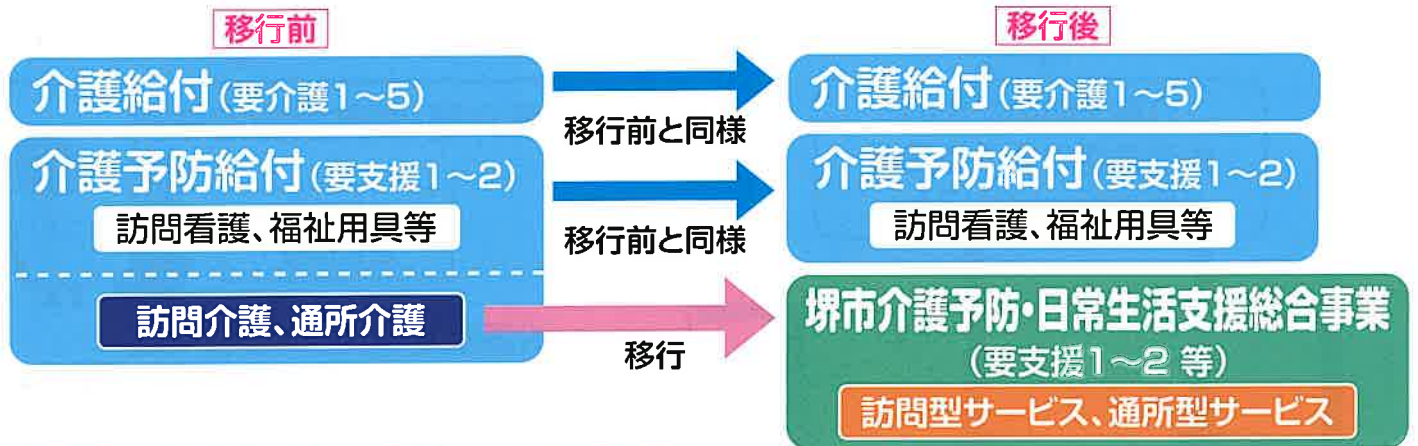 移行前
介護給付(要介護1~5)
介護予防給付(要支援1~2)
訪問看護、福祉用具等
訪問介護、通所介護
移行前と同様
移行前と同様
移行
移行後
介護給付(要介護1~5)
介護予防給付(要支援1~2)
訪問看護、福祉用具等
堺市介護予防・日常生活支援総合事業
(要支援1~2 等)
訪問型サービス、通所型サービス